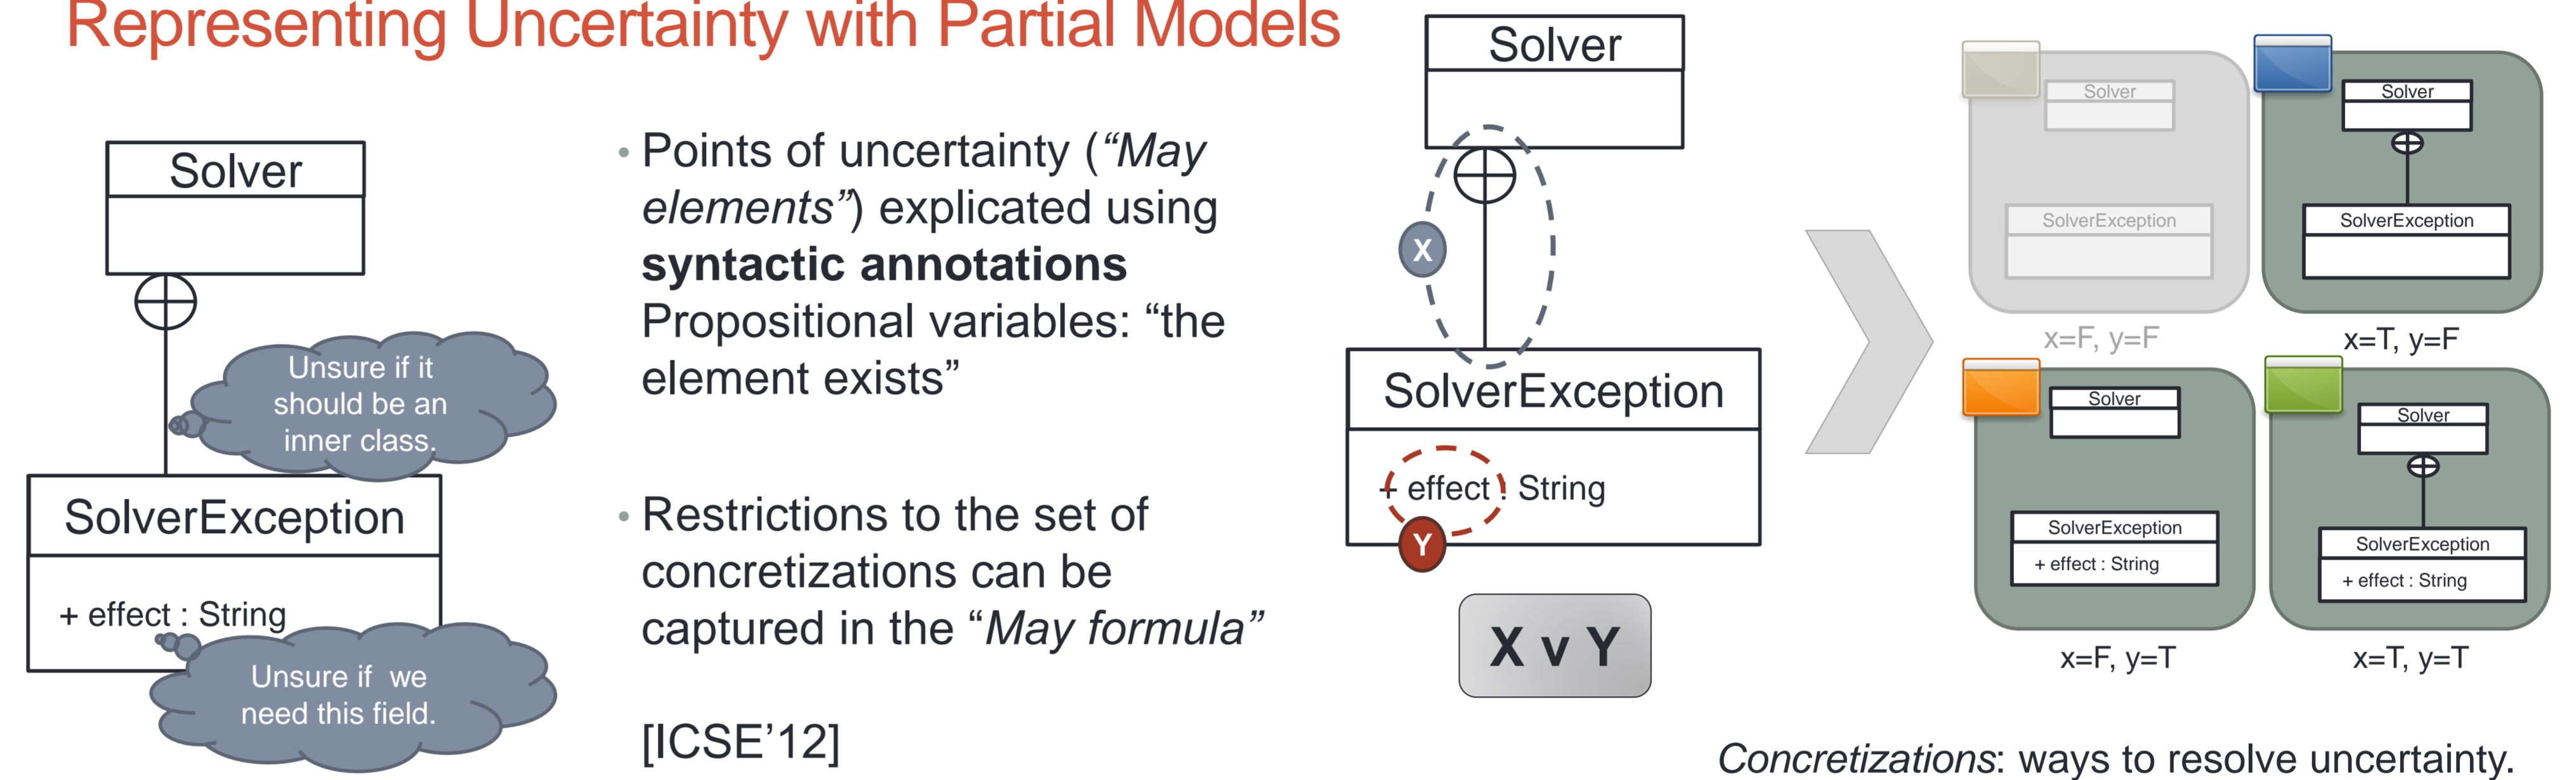 Representing Uncertainty with Partial Models
Solver
Unsure if it
should be an
inner class.
SolverException
+ effect : String
Unsure if we
need this field.
• Points of uncertainty (“May
elements”) explicated using
syntactic annotations
Propositional variables: “the
element exists”
• Restrictions to the set of
concretizations can be
captured in the “May formula”
[ICSE’12]
Solver
X
SolverException
+ effect : String
Y
X v Y
Solver
SolverException
x=F, y=F
Solver
SolverException
x=T, y=F
Solver
SolverException
+ effect : String
x=F, y=T
Solver
SolverException
+ effect : String
x=T, y=T
Concretizations: ways to resolve uncertainty.